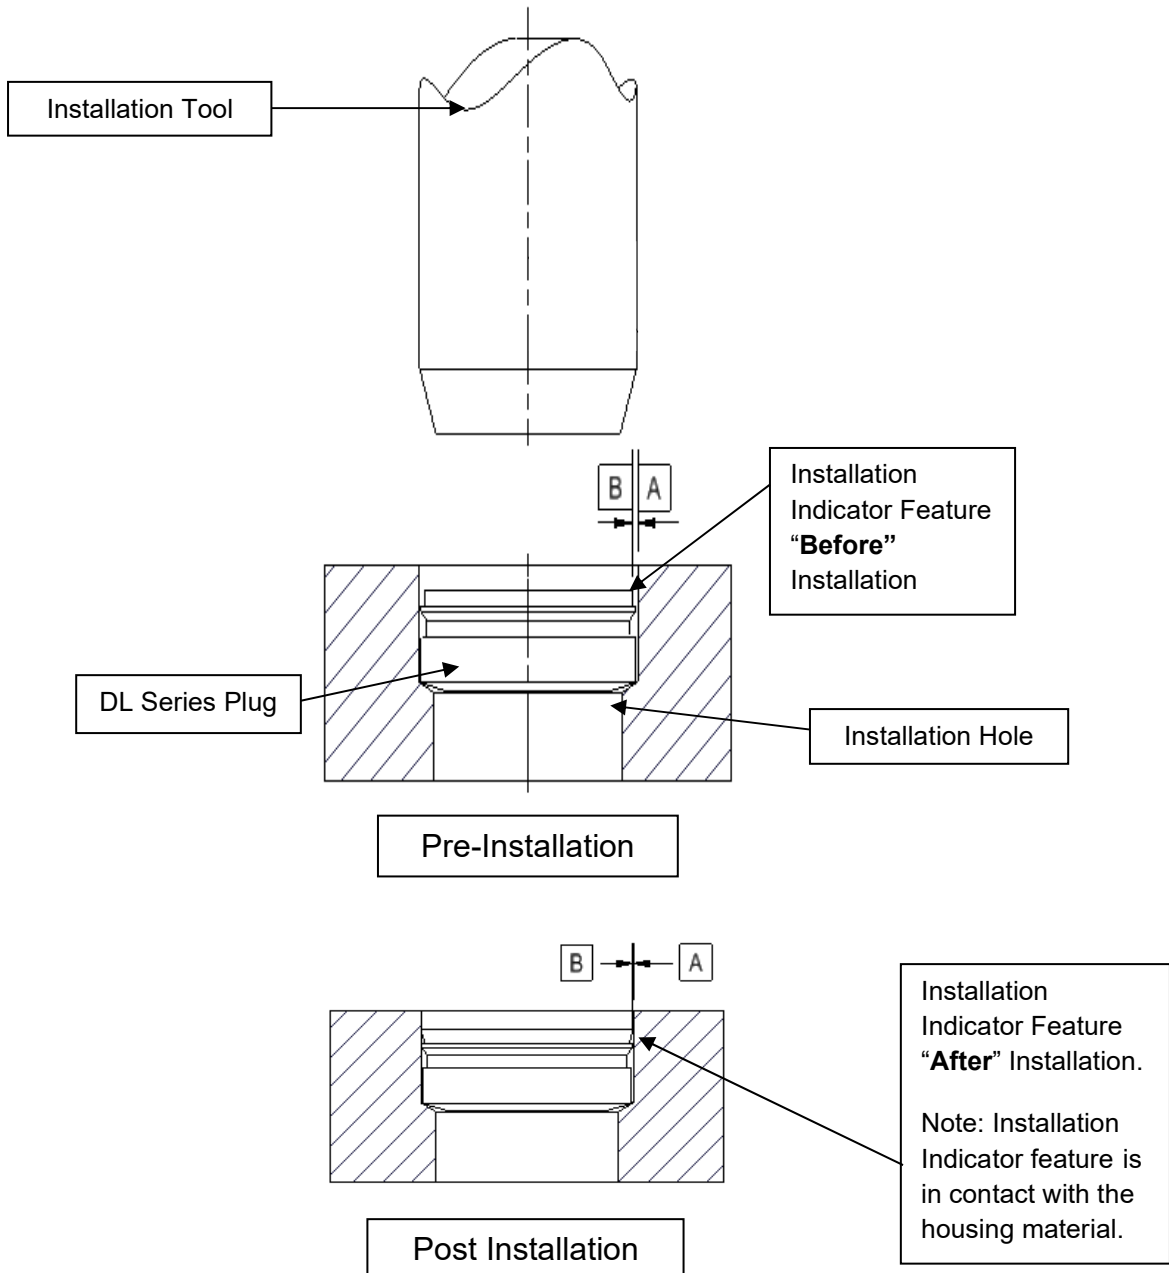 Installation Tool
B A
Installation
Indicator Feature
“Before”
Installation
DL Series Plug
Installation Hole
Pre-Installation
B A
Installation
Indicator Feature
“After” Installation.
Note: Installation
Indicator feature is
in contact with the
housing material.
Post Installation